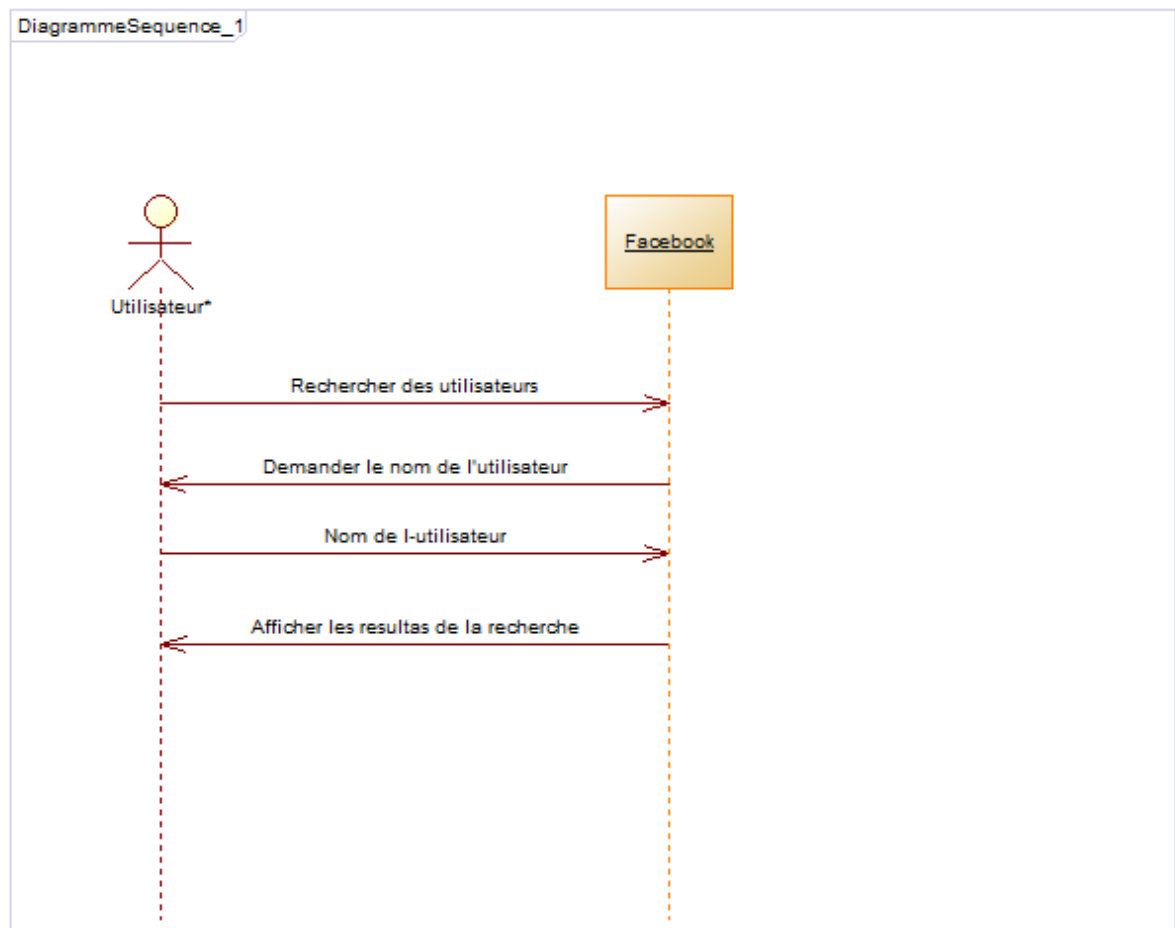 DiagrammeSequence_1
Utilisateur*
Facebook
Rechercher des utilisateurs
Demander le nom de l'utilisateur
Nom de l-utilisateur
Afficher les resultas de la recherche